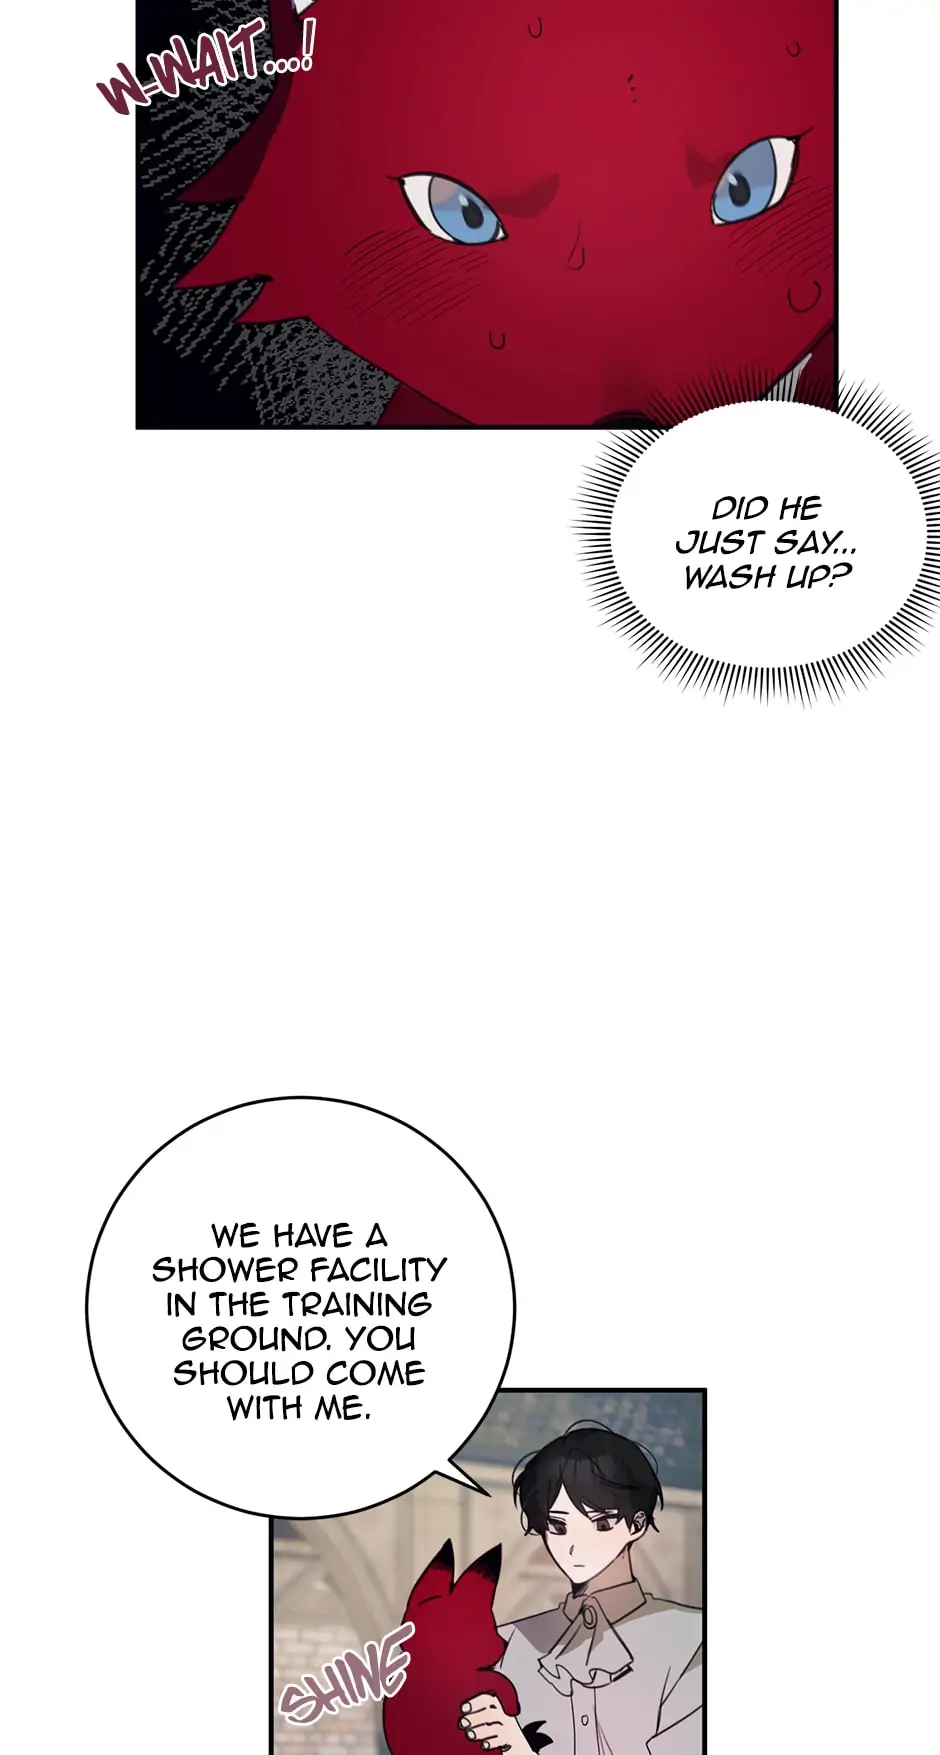 W-WAIT....!
DID HE
JUST SAY...
WASH UP?
WE HAVE A
SHOWER FACILITY
IN THE TRAINING
GROUND. YOU
SHOULD COME
WITH ME.
SHINE